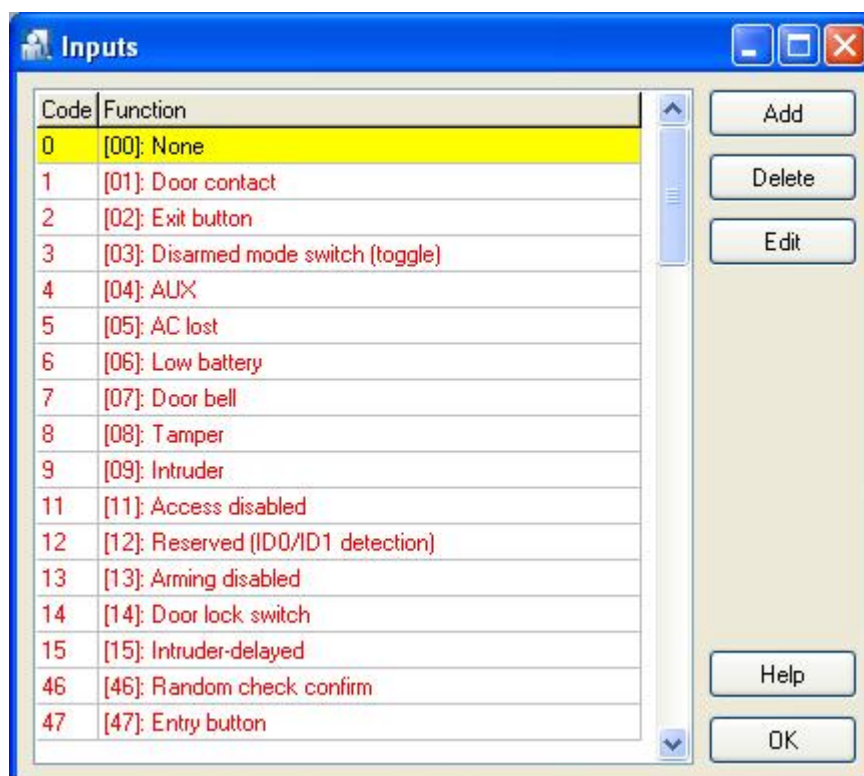 Inputs
Code Function
0 [00]: None
1 [01]: Door contact
2 [02]: Exit button
3 [03]: Disarmed mode switch (toggle)
4 [04]: AUX
5 [05]: AC lost
6 [06]: Low battery
7 [07]: Door bell
8 [08]: Tamper
9 [09]: Intruder
11 [11]: Access disabled
12 [12]: Reserved (ID0/ID1 detection)
13 [13]: Arming disabled
14 [14]: Door lock switch
15 [15]: Intruder-delayed
46 [46]: Random check confirm
47 [47]: Entry button
Add
Delete
Edit
Help
OK